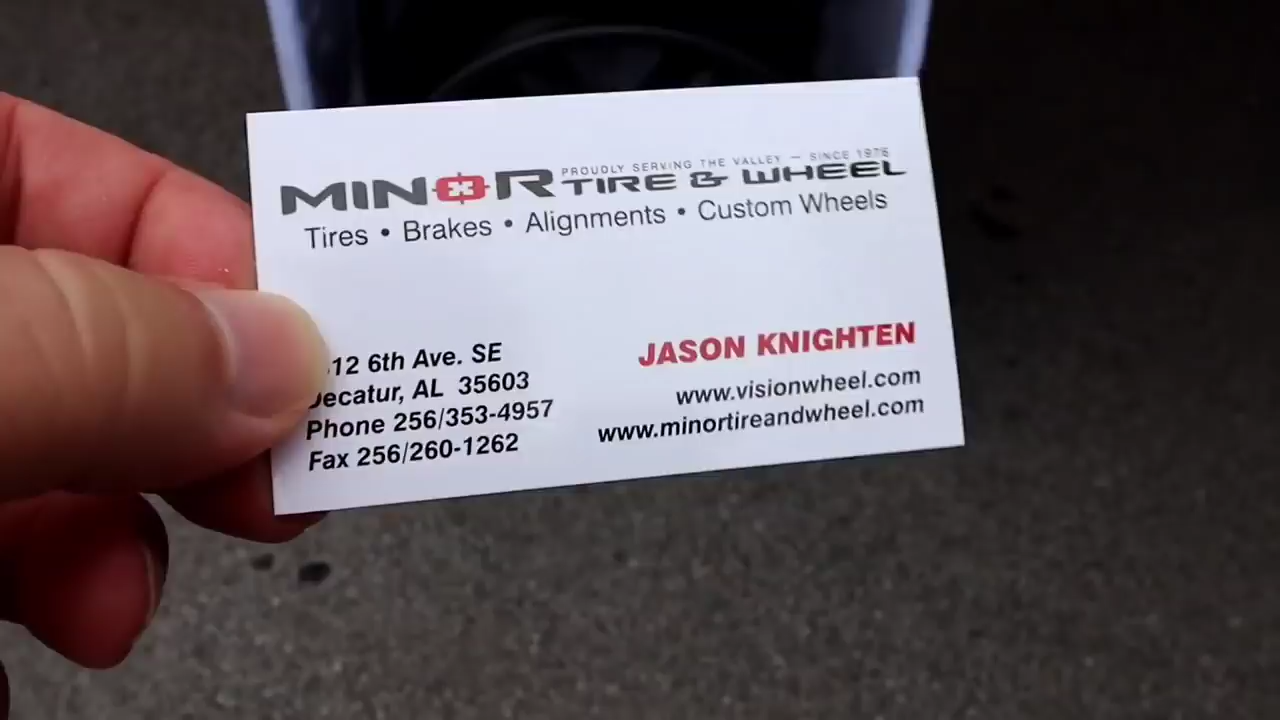 PROUDLY SERVING THE VALLEY — SINCE 1976
MINOR TIRE & WHEEL
Tires • Brakes • Alignments • Custom Wheels
12 6th Ave. SE
Decatur, AL 35603
Phone 256/353-4957
Fax 256/260-1262
JASON KNIGHTEN
www.visionwheel.com
www.minortireandwheel.com